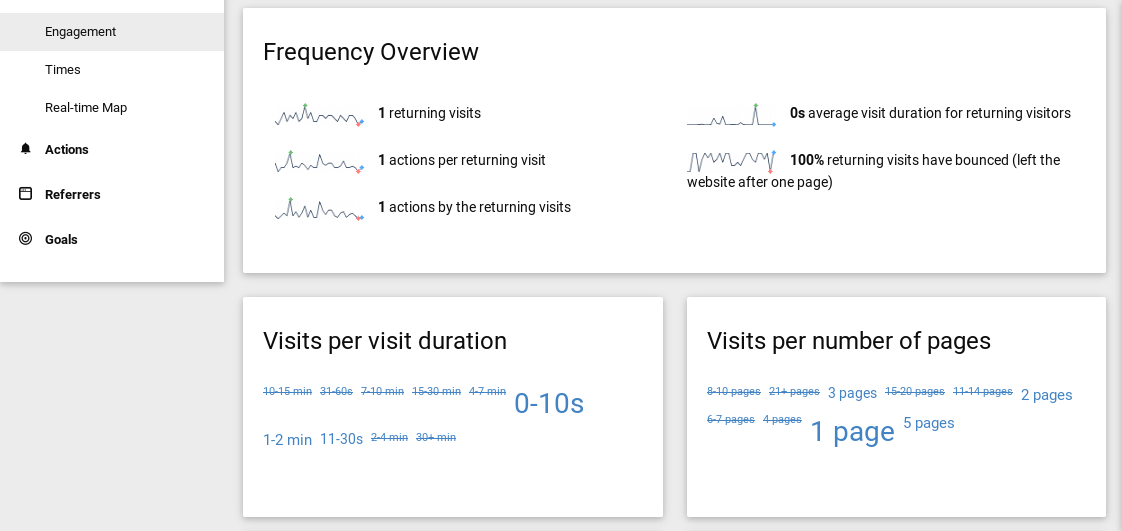 Engagement
Times
Real-time Map
Actions
Referrers
Goals
Frequency Overview
1 returning visits
1 actions per returning visit
1 actions by the returning visits
0s average visit duration for returning visitors
100% returning visits have bounced (left the
website after one page)
Visits per visit duration
10-15 min 31-60s 7-10 min 15-30 min 4-7 min 0-10s
1-2 min 11-30s 2-4 min 30+ min
Visits per number of pages
8-10 pages 21+ pages 3 pages 15-20 pages 11-14 pages 2 pages
6-7 pages 4 pages 1 page 5 pages